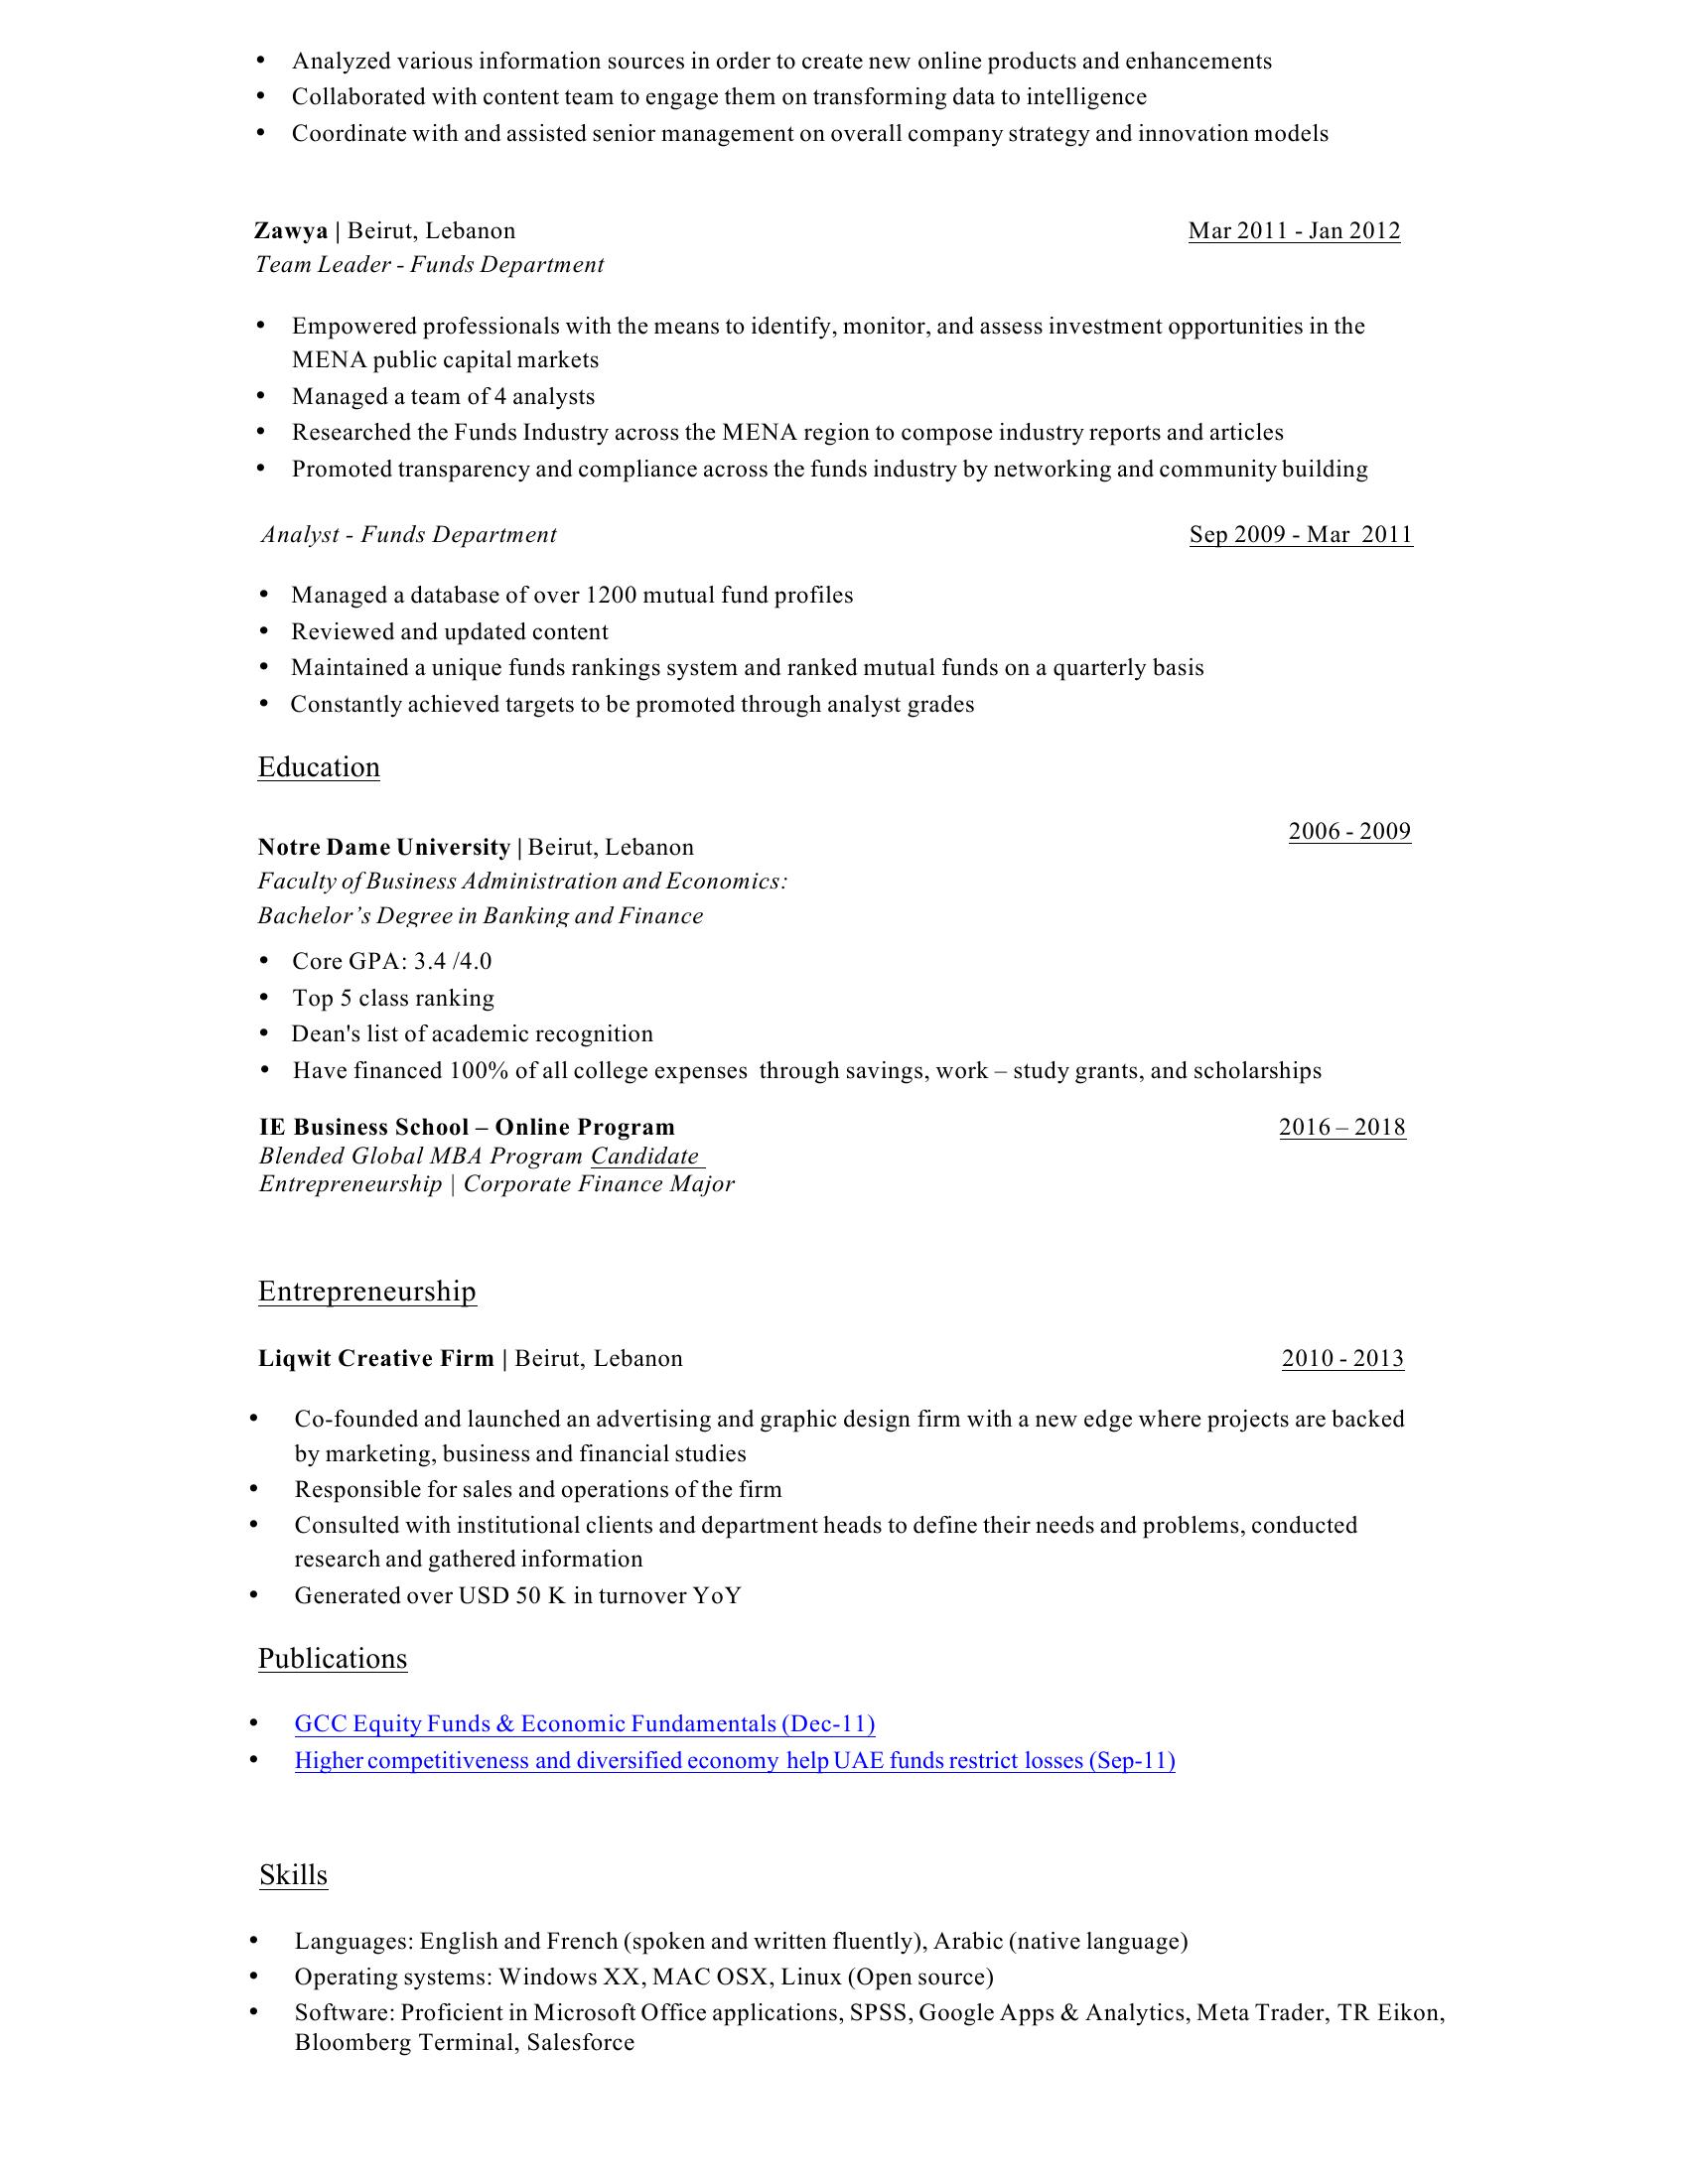 • Analyzed various information sources in order to create new online products and enhancements
• Collaborated with content team to engage them on transforming data to intelligence
• Coordinate with and assisted senior management on overall company strategy and innovation models
Zawya | Beirut, Lebanon Mar 2011 - Jan 2012
Team Leader - Funds Department
• Empowered professionals with the means to identify, monitor, and assess investment opportunities in the
MENA public capital markets
• Managed a team of 4 analysts
• Researched the Funds Industry across the MENA region to compose industry reports and articles
• Promoted transparency and compliance across the funds industry by networking and community building
Analyst - Funds Department Sep 2009 - Mar 2011
• Managed a database of over 1200 mutual fund profiles
• Reviewed and updated content
• Maintained a unique funds rankings system and ranked mutual funds on a quarterly basis
• Constantly achieved targets to be promoted through analyst grades
Education
2006 - 2009
Notre Dame University | Beirut, Lebanon
Faculty of Business Administration and Economics:
Bachelor’s Degree in Banking and Finance
• Core GPA: 3.4 /4.0
• Top 5 class ranking
• Dean's list of academic recognition
• Have financed 100% of all college expenses through savings, work – study grants, and scholarships
IE Business School – Online Program 2016 – 2018
Blended Global MBA Program Candidate
Entrepreneurship | Corporate Finance Major
Entrepreneurship
Liqwit Creative Firm | Beirut, Lebanon 2010 - 2013
• Co-founded and launched an advertising and graphic design firm with a new edge where projects are backed
by marketing, business and financial studies
• Responsible for sales and operations of the firm
• Consulted with institutional clients and department heads to define their needs and problems, conducted
research and gathered information
• Generated over USD 50 K in turnover YoY
Publications
• GCC Equity Funds & Economic Fundamentals (Dec-11)
• Higher competitiveness and diversified economy help UAE funds restrict losses (Sep-11)
Skills
• Languages: English and French (spoken and written fluently), Arabic (native language)
• Operating systems: Windows XX, MAC OSX, Linux (Open source)
• Software: Proficient in Microsoft Office applications, SPSS, Google Apps & Analytics, Meta Trader, TR Eikon,
Bloomberg Terminal, Salesforce